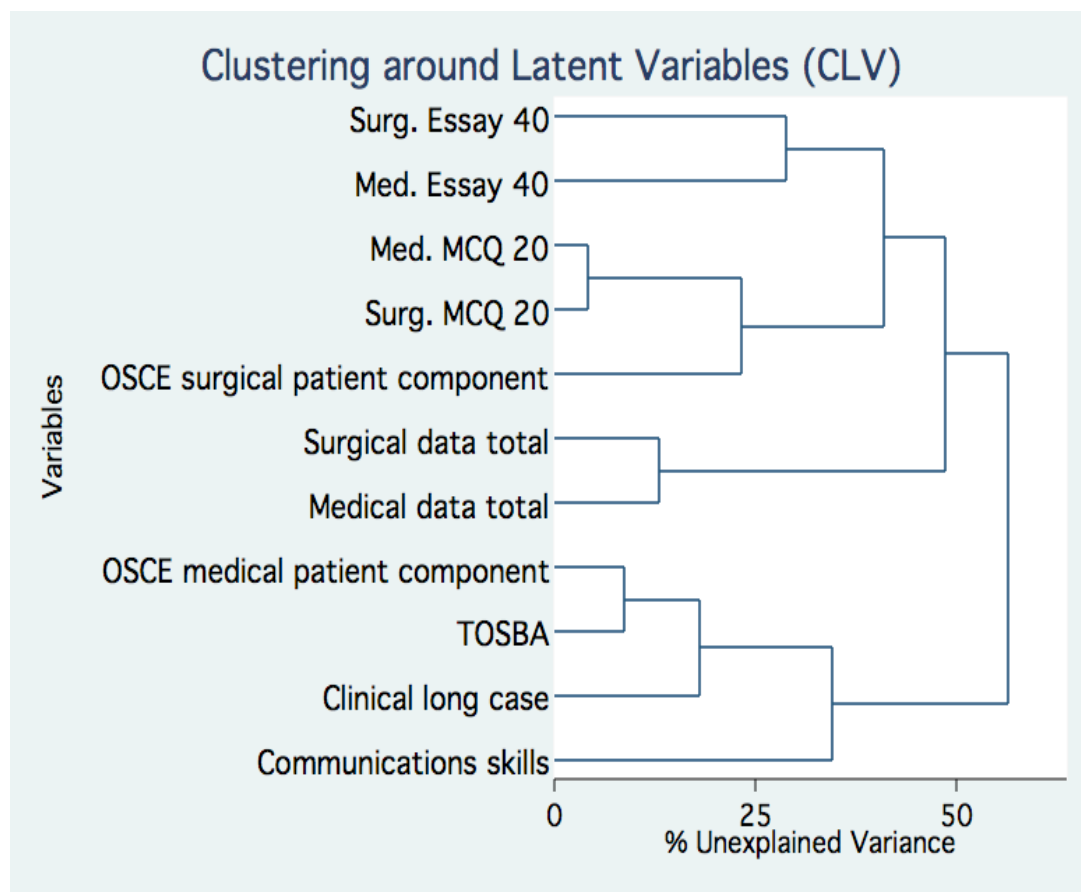 Clustering around Latent Variables (CLV)
Surg. Essay 40
Med. Essay 40
Med. MCQ 20
Surg. MCQ 20
OSCE surgical patient component
Surgical data total
Medical data total
OSCE medical patient component
TOSBA
Clinical long case
Communications skills
Variables
0 25 50
% Unexplained Variance